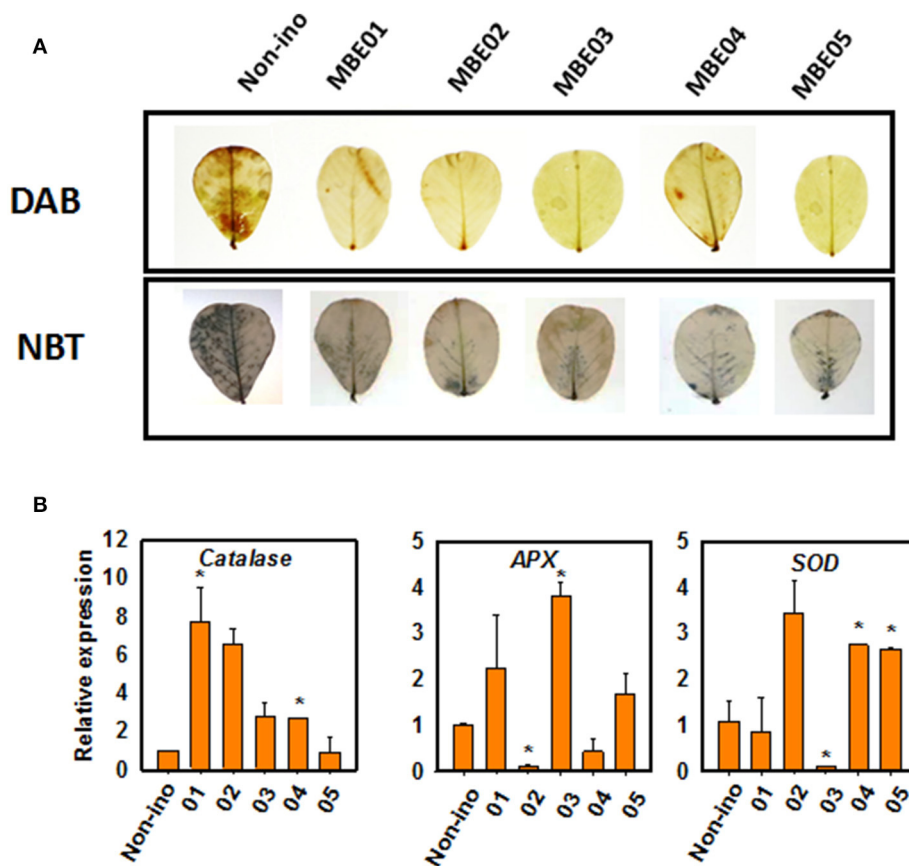 A
Non-ino
MBE01
MBE02
MBE03
MBE04
MBE05
DAB
NBT
B
Relative expression
12
10
8
6
4
2
0
Catalase
*
*
Non-ino
01
02
03
04
05
5
4
3
2
1
0
APX
*
*
Non-ino
01
02
03
04
05
5
4
3
2
1
0
SOD
*
*
*
Non-ino
01
02
03
04
05